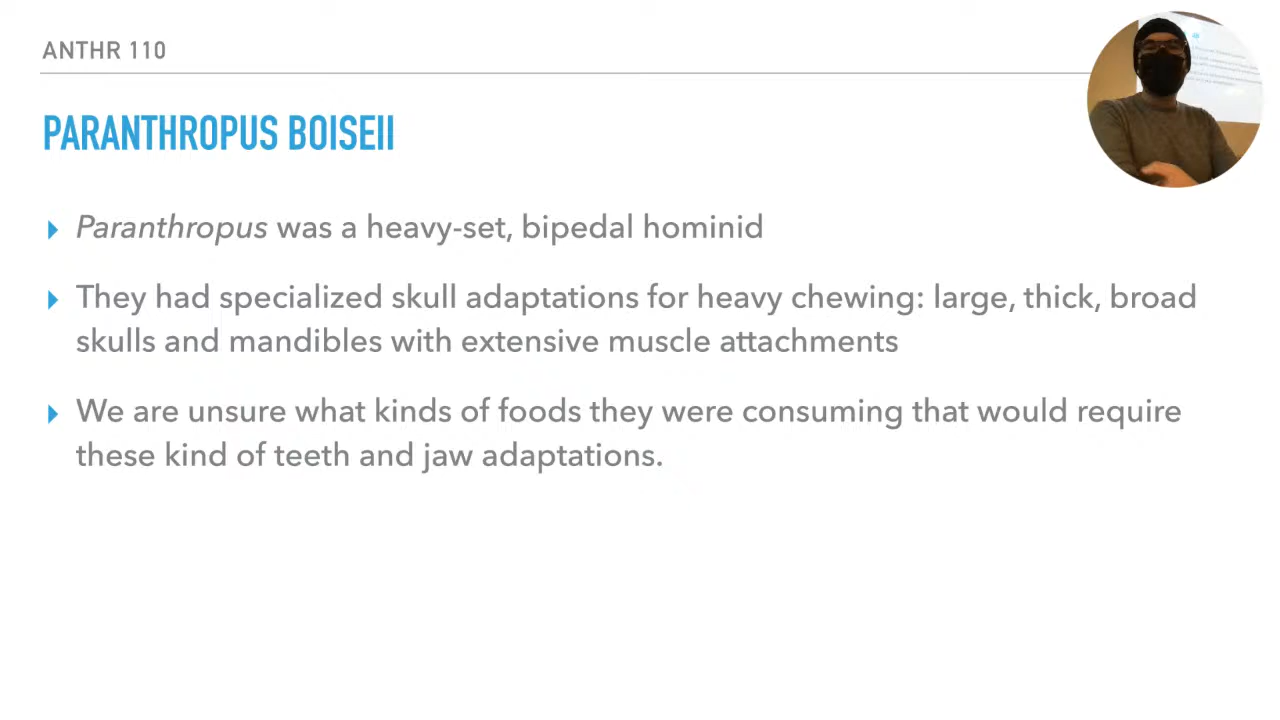 ANTHR 110
PARANTHROPUS BOISEII
▸ Paranthropus was a heavy-set, bipedal hominid
▸ They had specialized skull adaptations for heavy chewing: large, thick, broad
skulls and mandibles with extensive muscle attachments
▸ We are unsure what kinds of foods they were consuming that would require
these kind of teeth and jaw adaptations.